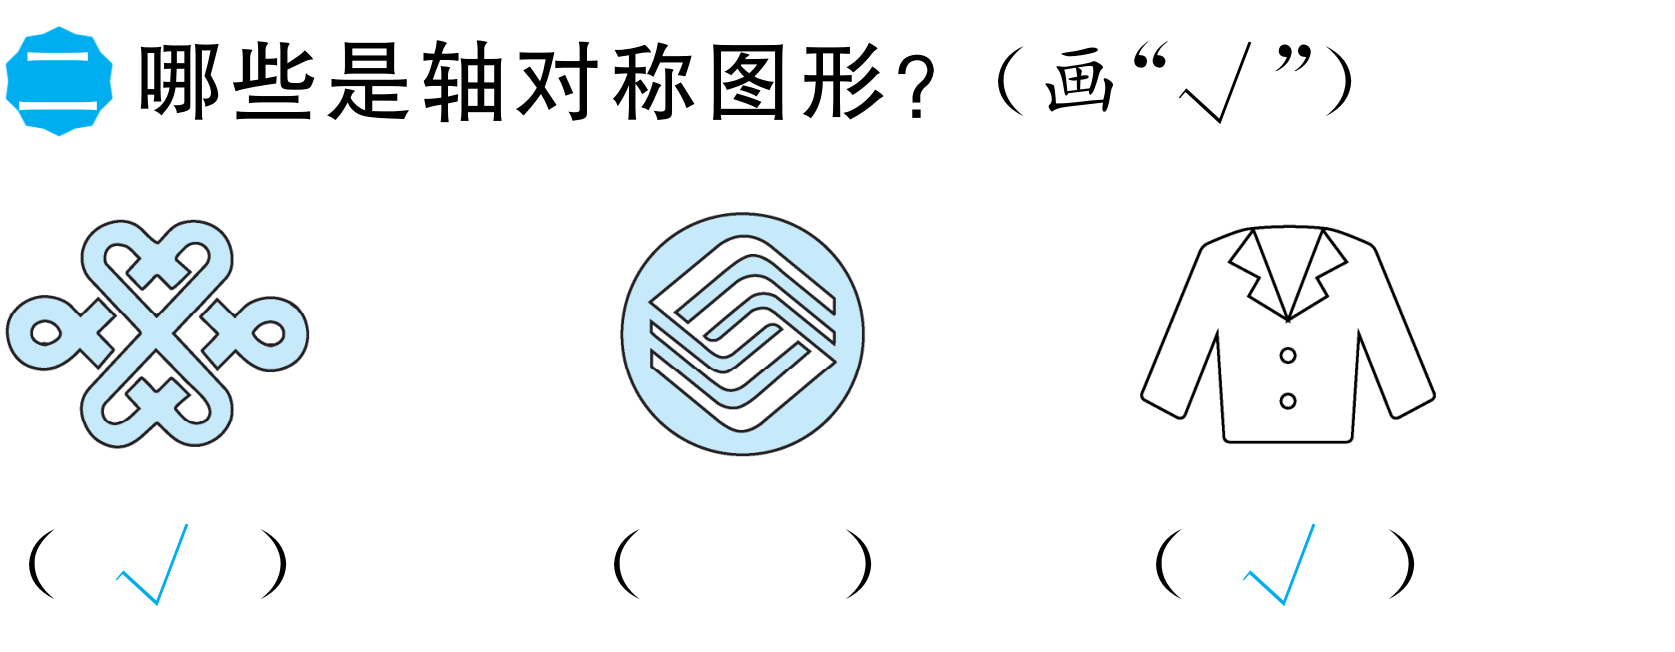 二 哪些是轴对称图形？（画“√”）
（ √ ） （ ） （ √ ）